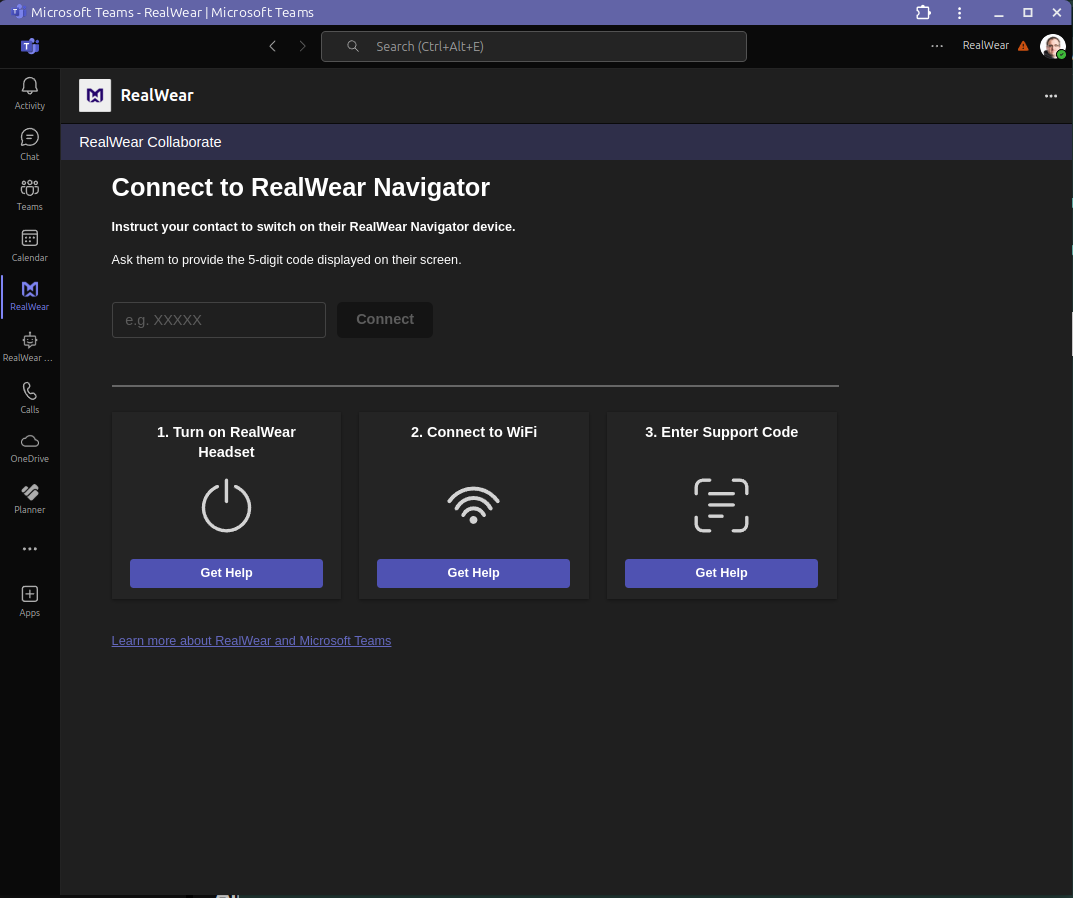 Microsoft Teams - RealWear | Microsoft Teams
Search (Ctrl+Alt+E)
RealWear
Activity
Chat
Teams
Calendar
RealWear
RealWear ...
Calls
OneDrive
Planner
Apps
RealWear
RealWear Collaborate
Connect to RealWear Navigator
Instruct your contact to switch on their RealWear Navigator device.
Ask them to provide the 5-digit code displayed on their screen.
e.g. XXXXX
Connect
1. Turn on RealWear
Headset
Get Help
2. Connect to WiFi
Get Help
3. Enter Support Code
Get Help
Learn more about RealWear and Microsoft Teams